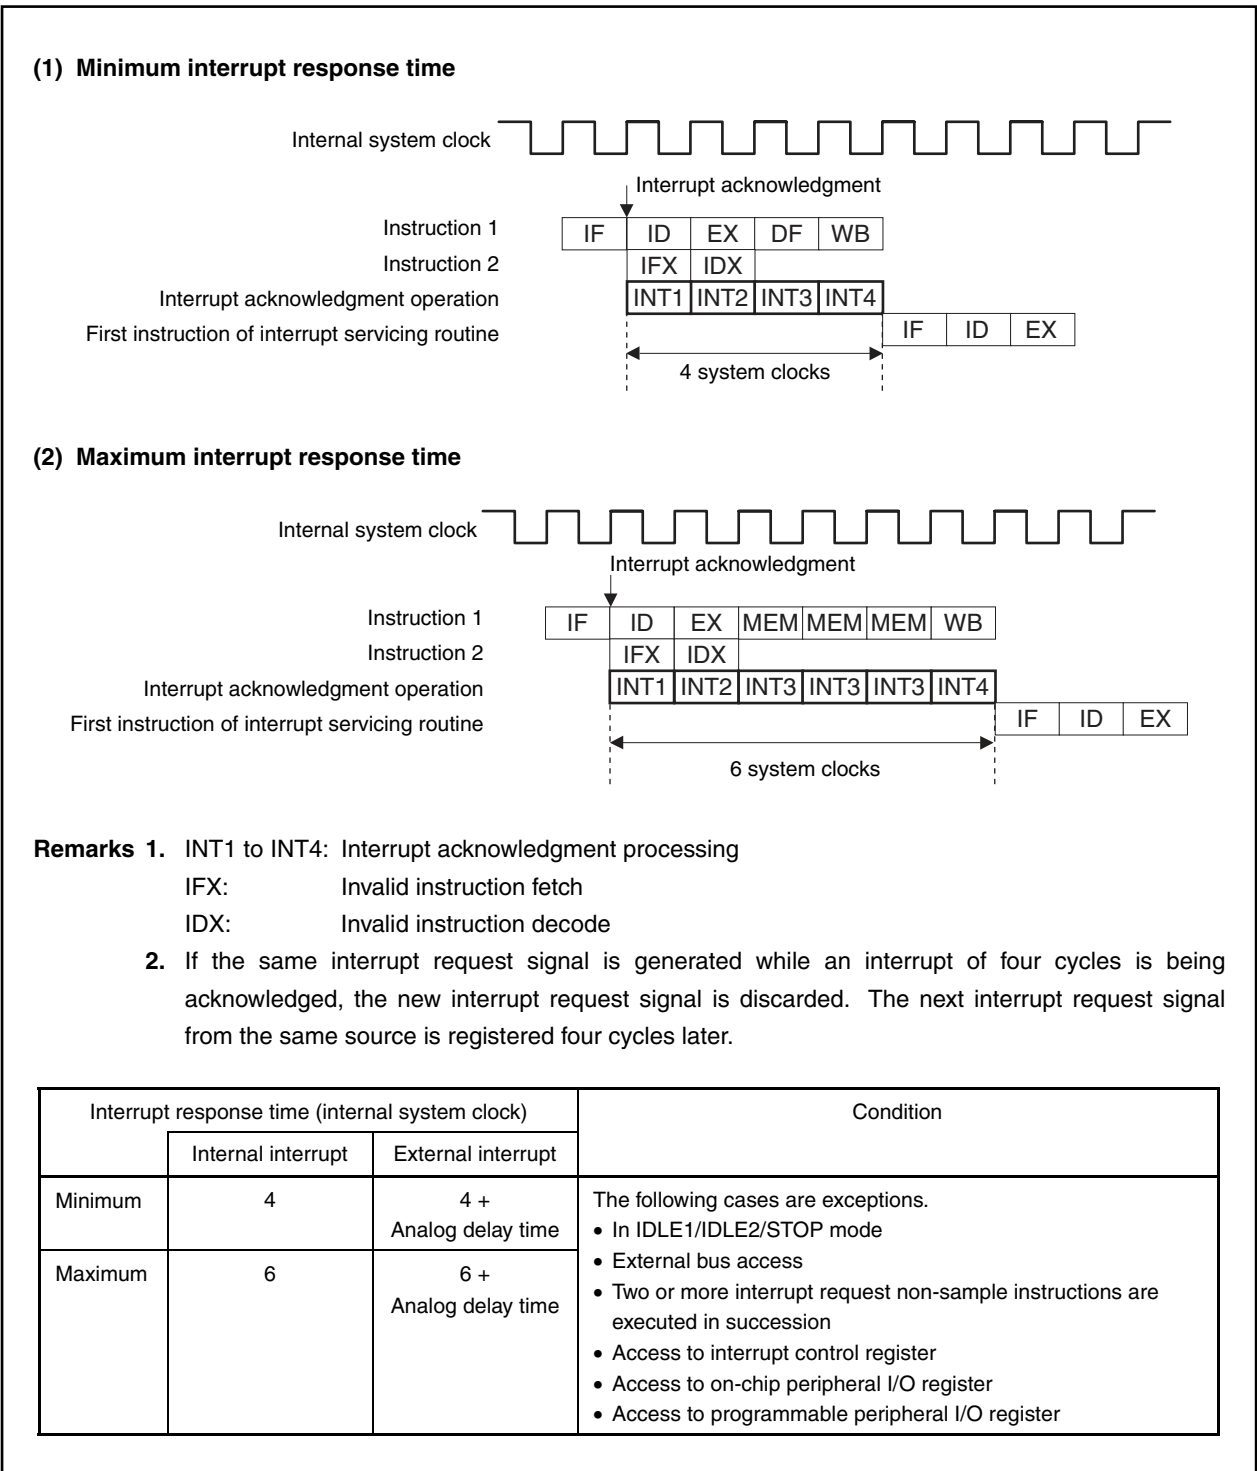 (1) Minimum interrupt response time
Internal system clock
Interrupt acknowledgment
Instruction 1 IF ID EX DF WB
Instruction 2 IFX IDX
Interrupt acknowledgment operation INT1 INT2 INT3 INT4
First instruction of interrupt servicing routine IF ID EX
4 system clocks
(2) Maximum interrupt response time
Internal system clock
Interrupt acknowledgment
Instruction 1 IF ID EX MEM MEM MEM WB
Instruction 2 IFX IDX
Interrupt acknowledgment operation INT1 INT2 INT3 INT3 INT3 INT4
First instruction of interrupt servicing routine IF ID EX
6 system clocks
Remarks 1. INT1 to INT4: Interrupt acknowledgment processing
IFX: Invalid instruction fetch
IDX: Invalid instruction decode
2. If the same interrupt request signal is generated while an interrupt of four cycles is being
acknowledged, the new interrupt request signal is discarded. The next interrupt request signal
from the same source is registered four cycles later.
Interrupt response time (internal system clock) Condition
Internal interrupt External interrupt
Minimum 4 4 +
Analog delay time
Maximum 6 6 +
Analog delay time
The following cases are exceptions.
• In IDLE1/IDLE2/STOP mode
• External bus access
• Two or more interrupt request non-sample instructions are
executed in succession
• Access to interrupt control register
• Access to on-chip peripheral I/O register
• Access to programmable peripheral I/O register